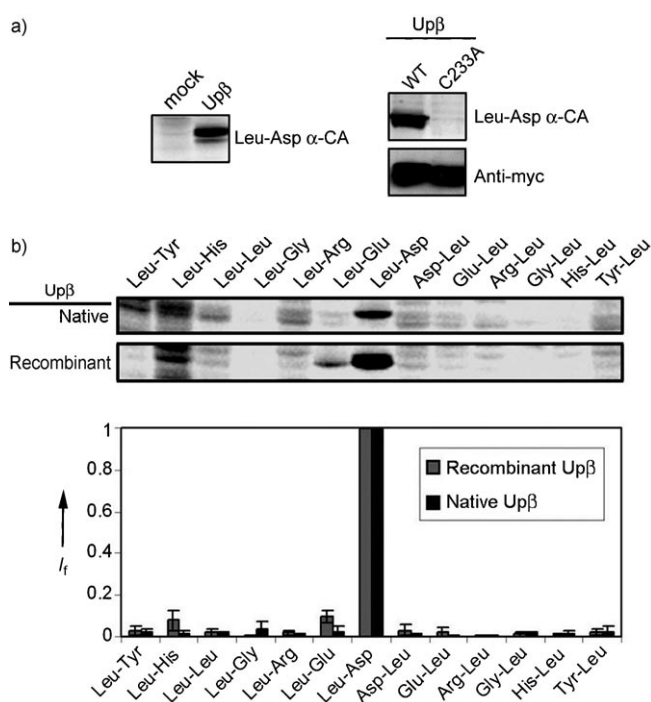 a)
mock
Upβ
Leu-Asp α-CA
Upβ
WT
C233A
Leu-Asp α-CA
Anti-myc
b)
Leu-Tyr
Leu-His
Leu-Leu
Leu-Gly
Leu-Arg
Leu-Glu
Leu-Asp
Asp-Leu
Glu-Leu
Arg-Leu
Gly-Leu
His-Leu
Tyr-Leu
Upβ
Native
Recombinant
1
0.8
0.6
0.4
0.2
0
If
Recombinant Upβ
Native Upβ
Leu-Tyr
Leu-His
Leu-Leu
Leu-Gly
Leu-Arg
Leu-Glu
Leu-Asp
Asp-Leu
Glu-Leu
Arg-Leu
Gly-Leu
His-Leu
Tyr-Leu